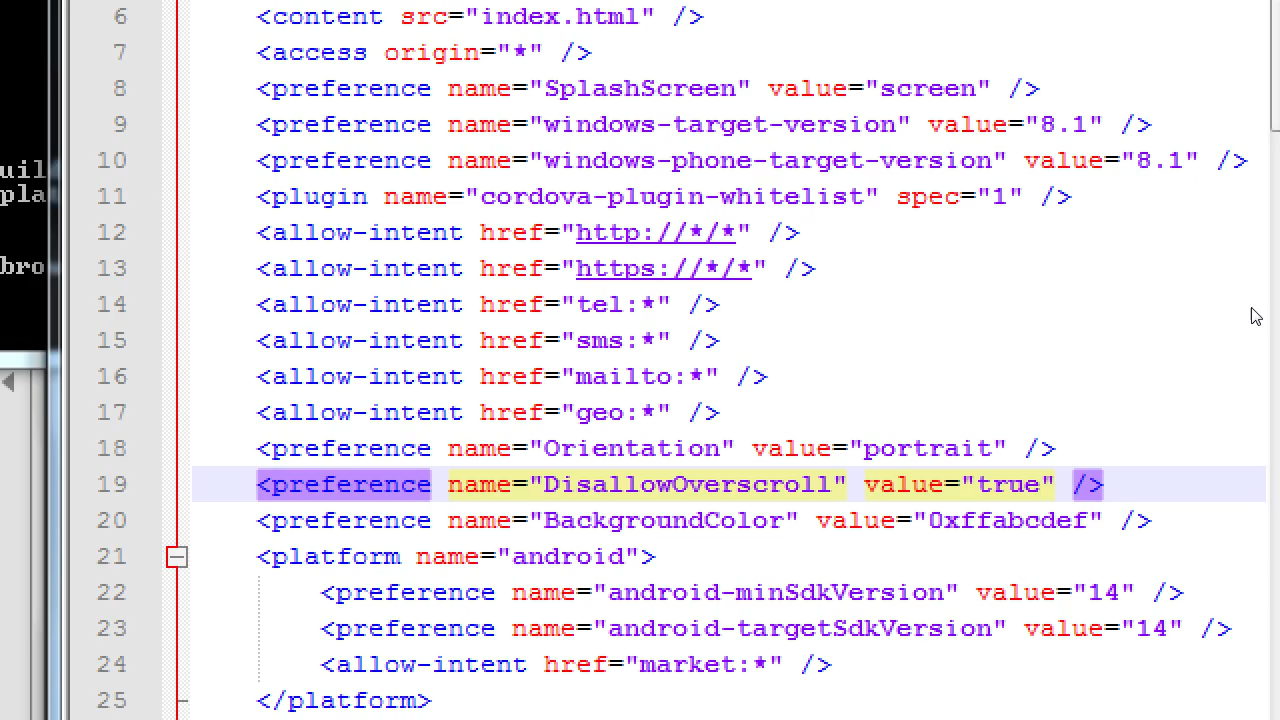 6 <content src="index.html" />
7 <access origin="*" />
8 <preference name="SplashScreen" value="screen" />
9 <preference name="windows-target-version" value="8.1" />
10 <preference name="windows-phone-target-version" value="8.1" />
11 <plugin name="cordova-plugin-whitelist" spec="1" />
12 <allow-intent href="http://*/*" />
13 <allow-intent href="https://*/*" />
14 <allow-intent href="tel:*" />
15 <allow-intent href="sms:*" />
16 <allow-intent href="mailto:*" />
17 <allow-intent href="geo:*" />
18 <preference name="Orientation" value="portrait" />
19 <preference name="DisallowOverscroll" value="true" />
20 <preference name="BackgroundColor" value="0xffabcdef" />
21 <platform name="android">
22 <preference name="android-minSdkVersion" value="14" />
23 <preference name="android-targetSdkVersion" value="14" />
24 <allow-intent href="market:*" />
25 </platform>
uil
pla
bro